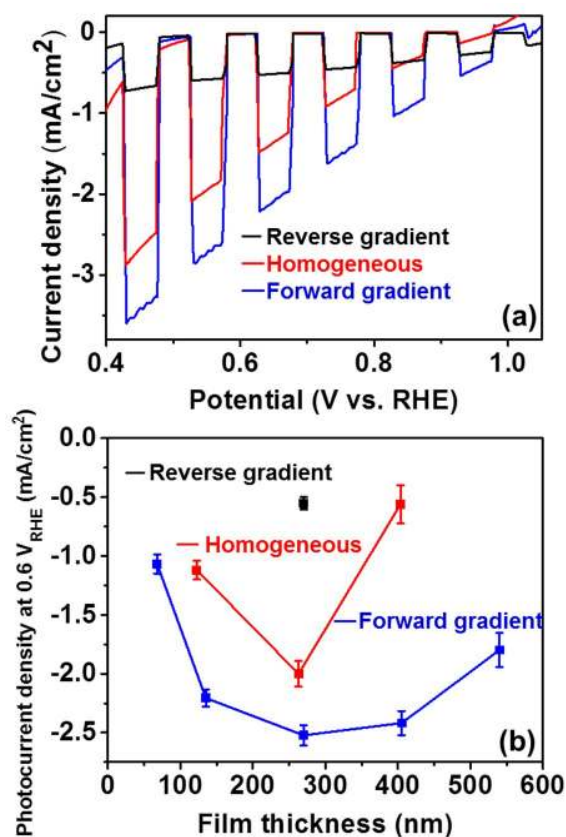 0
-1
-2
-3
Current density (mA/cm²)
Reverse gradient
Homogeneous
Forward gradient
(a)
0.4 0.6 0.8 1.0
Potential (V vs. RHE)
0.0
-0.5
-1.0
-1.5
-2.0
-2.5
Photocurrent density at 0.6 V_RHE (mA/cm²)
Reverse gradient
Homogeneous
Forward gradient
(b)
0 100 200 300 400 500 600
Film thickness (nm)